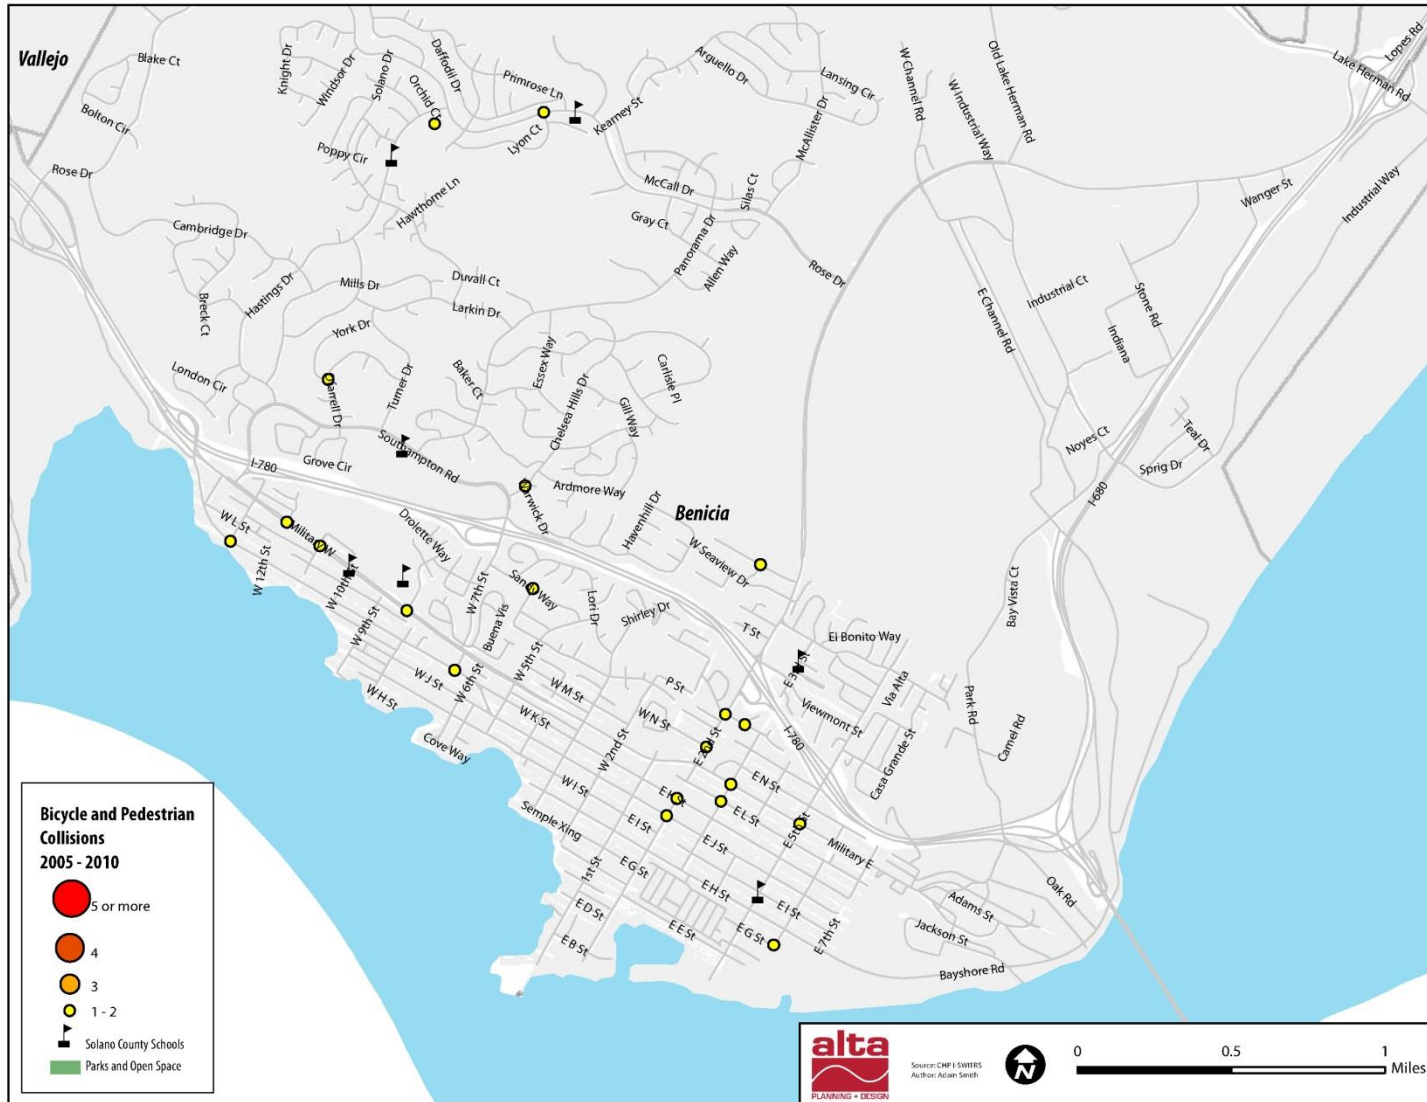 Vallejo
Blake Ct
Bolton Cir
Rose Dr
Knight Dr
Windsor Dr
Solano Dr
Daffodil Dr
Orchid Ct
Primrose Ln
Lyon Ct
Kearney St
Poppy Cir
Hawthorne Ln
Arguello Dr
Lansing Cir
McAllister Dr
W Channel Rd
W Industrial Way
Old Lake Herman Rd
Lopes Rd
Lake Herman Rd
Wanger St
Industrial Way
McCall Dr
Gray Ct
Silas Ct
Panorama Dr
Allen Way
Rose Dr
Cambridge Dr
Breck Ct
Hastings Dr
Mills Dr
Duvall Ct
Larkin Dr
York Dr
E Channel Rd
Industrial Ct
Stone Rd
Indiana
London Cir
Turner Dr
Baker Ct
Essex Way
Chelsea Hills Dr
Gill Way
Carlisle Pl
Southampton Rd
Grove Cir
I-780
Ardmore Way
Havenhill Dr
Benicia
W Seaview Dr
Noyes Ct
Teal Dr
Sprig Dr
I-680
W L St
W 12th St
Military W
W 10th St
W 9th St
Drolette Way
W 7th St
Buena Vis
Sandy Way
Lori Dr
Shirley Dr
T St
El Bonito Way
E 3rd St
Via Alta
Viewmont St
Casa Grande St
Bay Vista Ct
Park Rd
Camel Rd
W H St
W J St
W 6th St
W 5th St
W M St
W K St
Cove Way
W N St
P St
W 2nd St
E 2nd St
I-780
W I St
Semple Xing
E K St
E I St
E N St
E L St
E J St
E 5th St
Military E
1st St
E G St
E H St
E I St
E D St
E B St
E E St
E G St
E 7th St
Adams St
Jackson St
Oak Rd
Bayshore Rd
Bicycle and Pedestrian
Collisions
2005 - 2010
5 or more
4
3
1 - 2
Solano County Schools
Parks and Open Space
alta
PLANNING + DESIGN
Source: CHP I-SWITRS
Author: Adam Smith
N
0 0.5 1
Miles